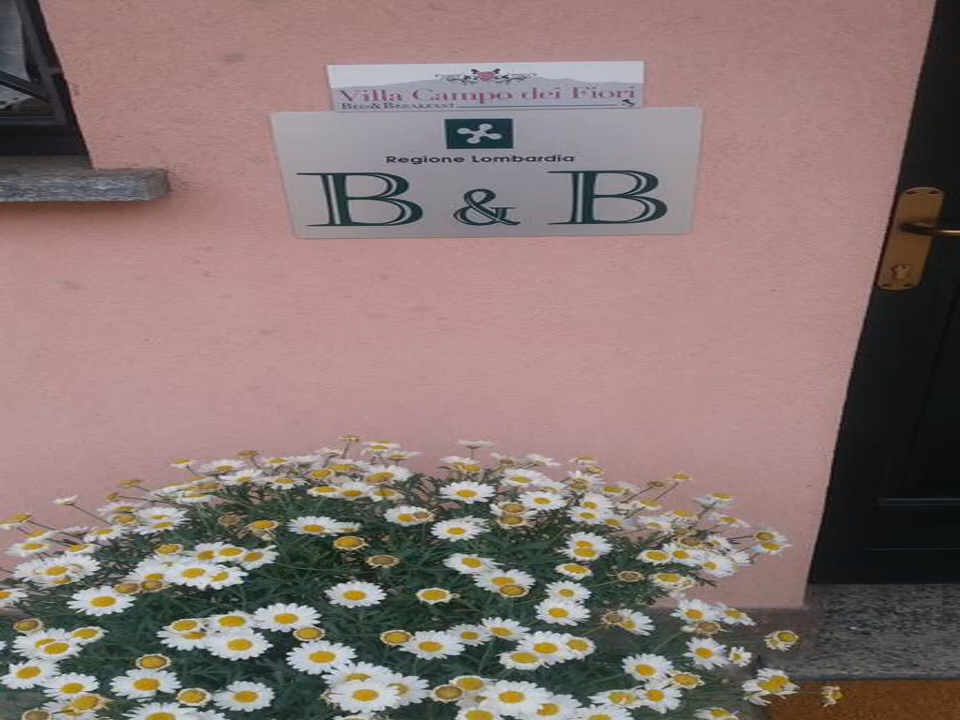 Villa Campo dei Fiori
BED & BREAKFAST
Regione Lombardia
B & B